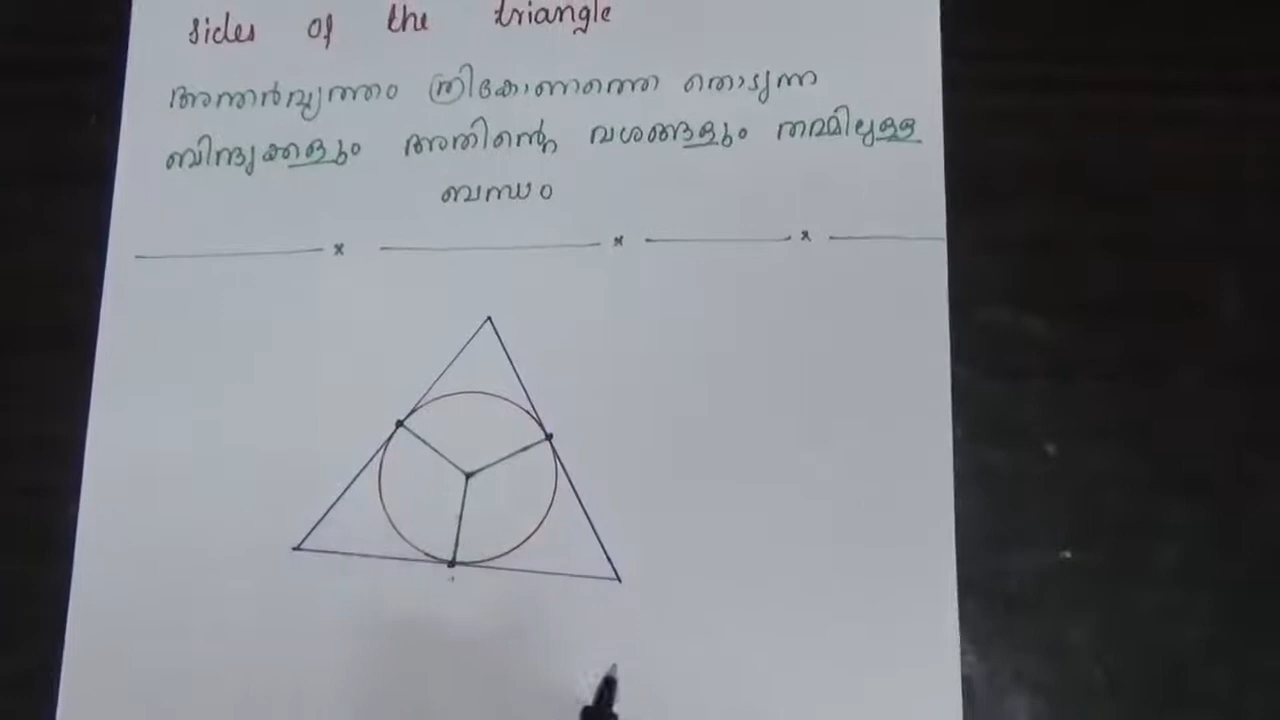 sides of the triangle
അന്തർവൃത്തം ത്രികോണത്തെ തൊടുന്ന
ബിന്ദുക്കളും അതിന്റെ വശങ്ങളും തമ്മിലുള്ള
ബന്ധം